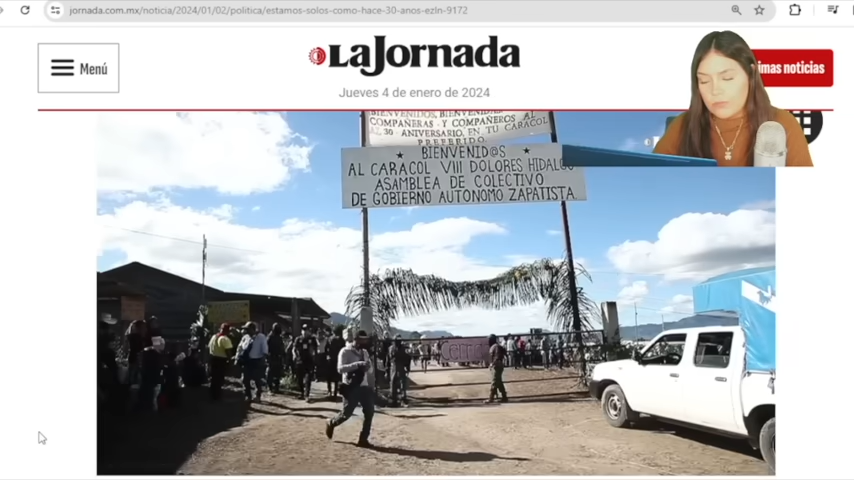 jornada.com.mx/noticia/2024/01/02/politica/estamos-solos-como-hace-30-anos-ezln-9172
Menú
LaJornada
imas noticias
Jueves 4 de enero de 2024
BIENVENIDOS, BIENVENIDAS
COMPAÑERAS - Y COMPAÑEROS AL
AL 30 ANIVERSARIO, EN TU CARACOL
PREFERIDO.
BIENVENID@S
AL CARACOL VIII DOLORES HIDALGO
ASAMBLEA DE COLECTIVO
DE GOBIERNO AUTONOMO ZAPATISTA